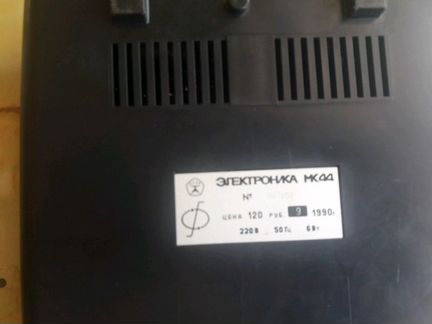 ЭЛЕКТРОНИКА МК44
№
ЦЕНА 120 РУБ. 9 1990г
220В 50Гц 6Вт